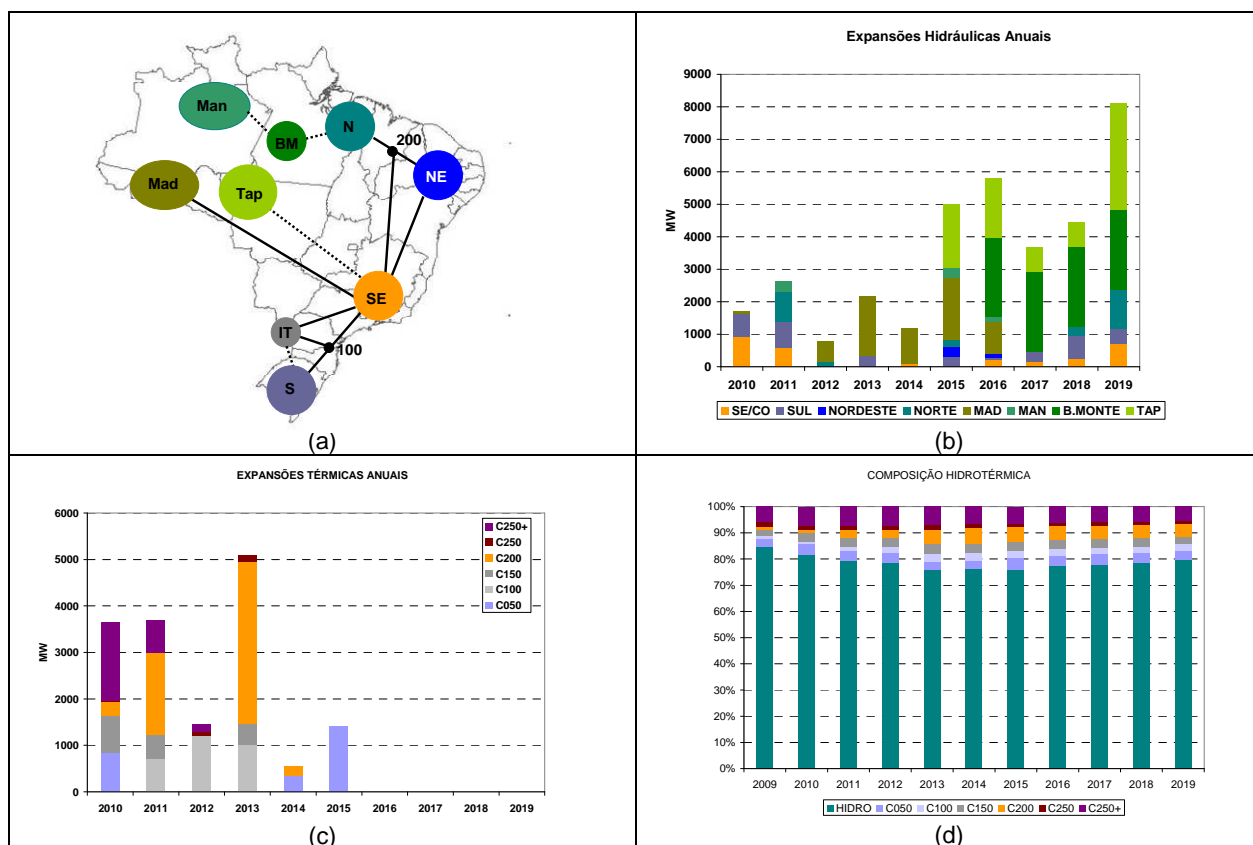 Man
N
BM
200
NE
Mad
Tap
SE
IT
100
S
(a)
Expansões Hidráulicas Anuais
MW
9000
8000
7000
6000
5000
4000
3000
2000
1000
0
2010 2011 2012 2013 2014 2015 2016 2017 2018 2019
SE/CO SUL NORDESTE NORTE MAD MAN B.MONTE TAP
(b)
EXPANSÕES TÉRMICAS ANUAIS
MW
6000
5000
4000
3000
2000
1000
0
C250+
C250
C200
C150
C100
C050
2010 2011 2012 2013 2014 2015 2016 2017 2018 2019
(c)
COMPOSIÇÃO HIDROTÉRMICA
100%
90%
80%
70%
60%
50%
40%
30%
20%
10%
0%
2009 2010 2011 2012 2013 2014 2015 2016 2017 2018 2019
HIDRO C050 C100 C150 C200 C250 C250+
(d)